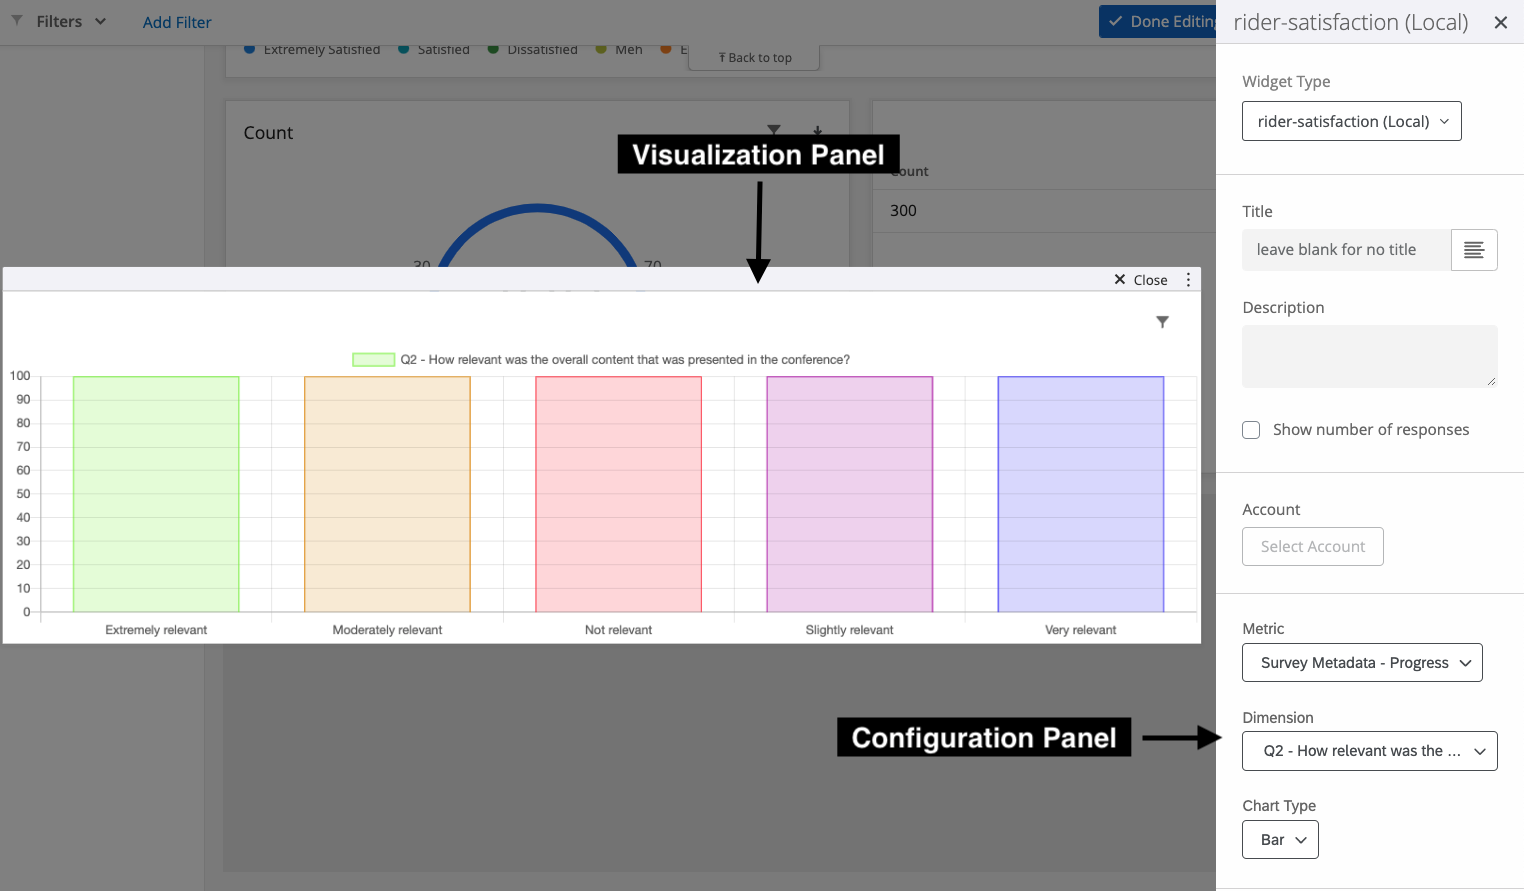 Filters
Add Filter
Done Editing
rider-satisfaction (Local)
Extremely Satisfied
Satisfied
Dissatisfied
Meh
E
Back to top
Count
30
70
Count
300
Visualization Panel
Close
Q2 - How relevant was the overall content that was presented in the conference?
100
90
80
70
60
50
40
30
20
10
0
Extremely relevant
Moderately relevant
Not relevant
Slightly relevant
Very relevant
Configuration Panel
Widget Type
rider-satisfaction (Local)
Title
leave blank for no title
Description
Show number of responses
Account
Select Account
Metric
Survey Metadata - Progress
Dimension
Q2 - How relevant was the ...
Chart Type
Bar